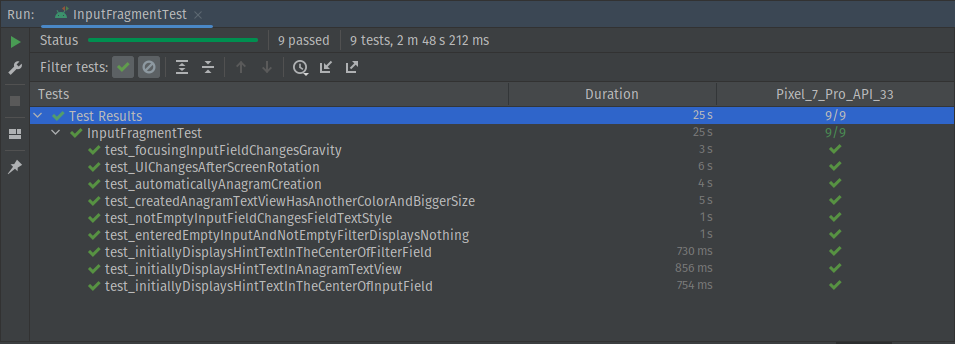 Run: InputFragmentTest
Status 9 passed 9 tests, 2 m 48 s 212 ms
Filter tests:
Tests Duration Pixel_7_Pro_API_33
Test Results 25 s 9/9
InputFragmentTest 25 s 9/9
test_focusingInputFieldChangesGravity 3 s
test_UIChangesAfterScreenRotation 6 s
test_automaticallyAnagramCreation 4 s
test_createdAnagramTextViewHasAnotherColorAndBiggerSize 5 s
test_notEmptyInputFieldChangesFieldTextStyle 1 s
test_enteredEmptyInputAndNotEmptyFilterDisplaysNothing 1 s
test_initiallyDisplaysHintTextInTheCenterOfFilterField 730 ms
test_initiallyDisplaysHintTextInAnagramTextView 856 ms
test_initiallyDisplaysHintTextInTheCenterOfInputField 754 ms